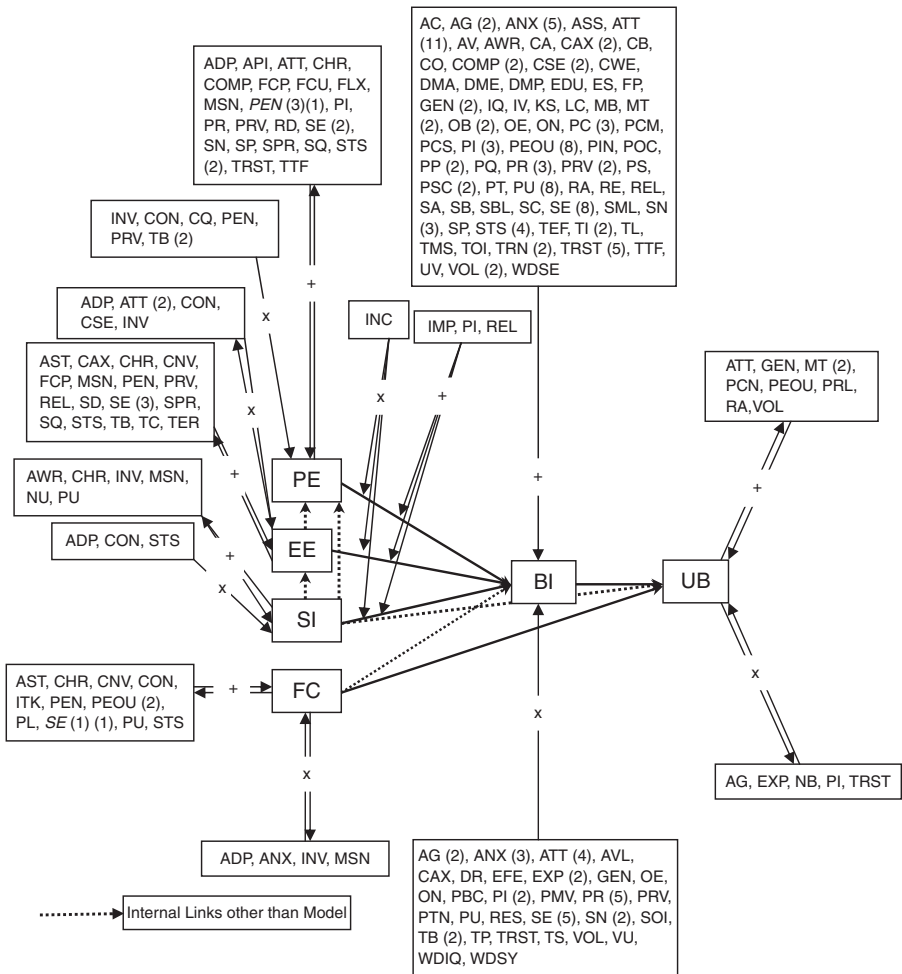 AC, AG (2), ANX (5), ASS, ATT
(11), AV, AWR, CA, CAX (2), CB,
CO, COMP (2), CSE (2), CWE,
DMA, DME, DMP, EDU, ES, FP,
GEN (2), IQ, IV, KS, LC, MB, MT
(2), OB (2), OE, ON, PC (3), PCM,
PCS, PI (3), PEOU (8), PIN, POC,
PP (2), PQ, PR (3), PRV (2), PS,
PSC (2), PT, PU (8), RA, RE, REL,
SA, SB, SBL, SC, SE (8), SML, SN
(3), SP, STS (4), TEF, TI (2), TL,
TMS, TOI, TRN (2), TRST (5), TTF,
UV, VOL (2), WDSE
ADP, API, ATT, CHR,
COMP, FCP, FCU, FLX,
MSN, PEN (3)(1), PI,
PR, PRV, RD, SE (2),
SN, SP, SPR, SQ, STS
(2), TRST, TTF
INV, CON, CQ, PEN,
PRV, TB (2)
+
x
ADP, ATT (2), CON,
CSE, INV
INC
IMP, PI, REL
AST, CAX, CHR, CNV,
FCP, MSN, PEN, PRV,
REL, SD, SE (3), SPR,
SQ, STS, TB, TC, TER
ATT, GEN, MT (2),
PCN, PEOU, PRL,
RA,VOL
x
x
+
AWR, CHR, INV, MSN,
NU, PU
+
PE
+
+
ADP, CON, STS
EE
+
x
BI
UB
SI
AST, CHR, CNV, CON,
ITK, PEN, PEOU (2),
PL, SE (1) (1), PU, STS
+
FC
x
x
x
AG, EXP, NB, PI, TRST
ADP, ANX, INV, MSN
AG (2), ANX (3), ATT (4), AVL,
CAX, DR, EFE, EXP (2), GEN, OE,
ON, PBC, PI (2), PMV, PR (5), PRV,
PTN, PU, RES, SE (5), SN (2), SOI,
TB (2), TP, TRST, TS, VOL, VU,
WDIQ, WDSY
Internal Links other than Model